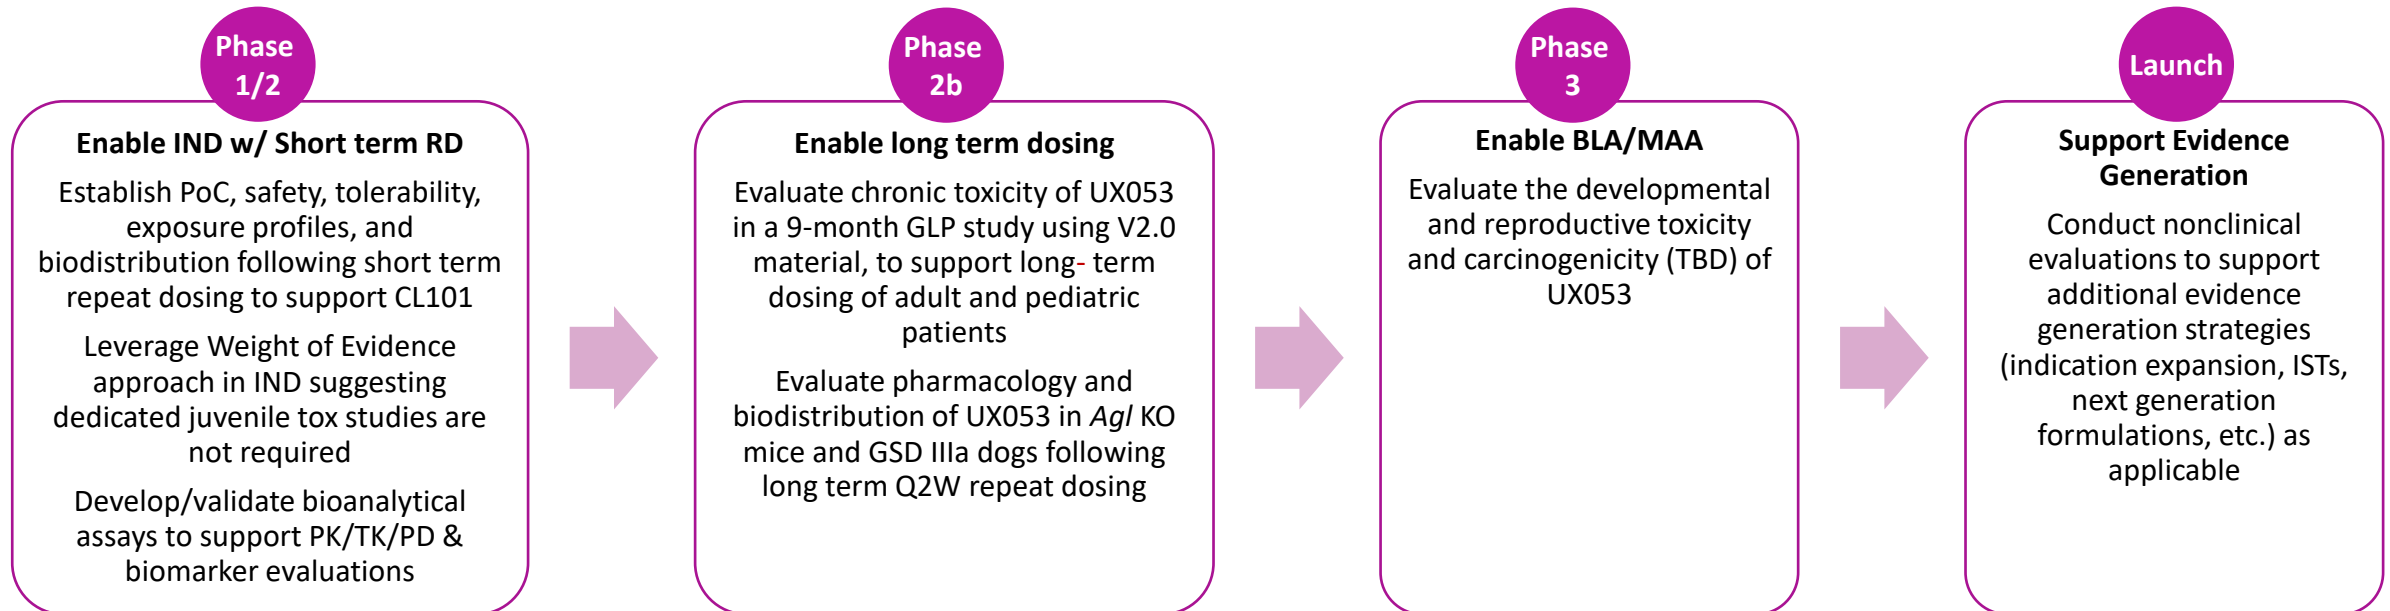 Phase
1/2
Enable IND w/ Short term RD
Establish PoC, safety, tolerability,
exposure profiles, and
biodistribution following short term
repeat dosing to support CL101
Leverage Weight of Evidence
approach in IND suggesting
dedicated juvenile tox studies are
not required
Develop/validate bioanalytical
assays to support PK/TK/PD &
biomarker evaluations
Phase
2b
Enable long term dosing
Evaluate chronic toxicity of UX053
in a 9-month GLP study using V2.0
material, to support long- term
dosing of adult and pediatric
patients
Evaluate pharmacology and
biodistribution of UX053 in Agl KO
mice and GSD IIIa dogs following
long term Q2W repeat dosing
Phase
3
Enable BLA/MAA
Evaluate the developmental
and reproductive toxicity
and carcinogenicity (TBD) of
UX053
Launch
Support Evidence
Generation
Conduct nonclinical
evaluations to support
additional evidence
generation strategies
(indication expansion, ISTs,
next generation
formulations, etc.) as
applicable